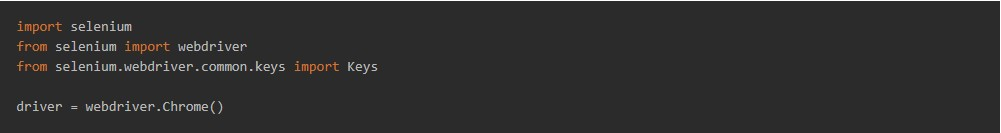 import selenium
from selenium import webdriver
from selenium.webdriver.common.keys import Keys
driver = webdriver.Chrome()